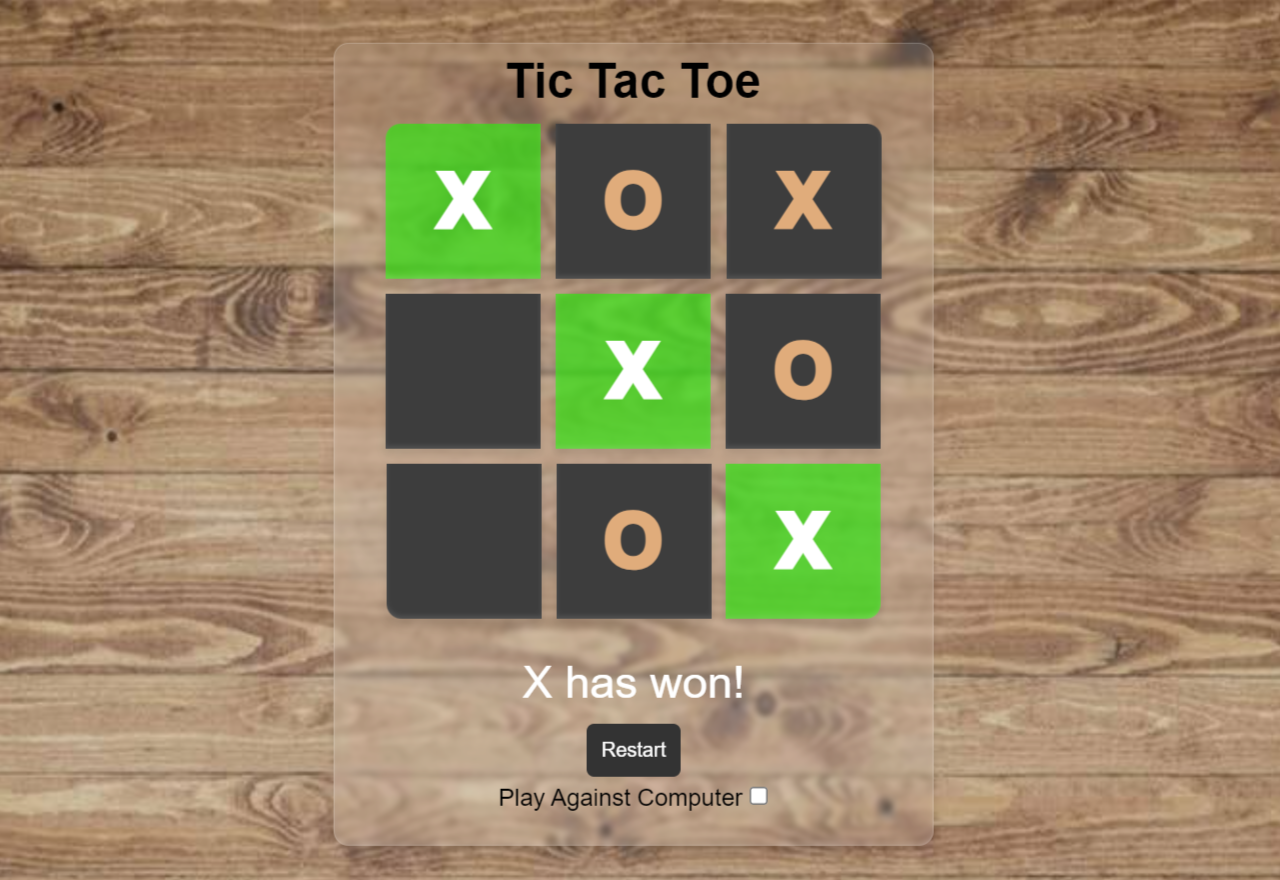 Tic Tac Toe
X O X
X O
O X
X has won!
Restart
Play Against Computer